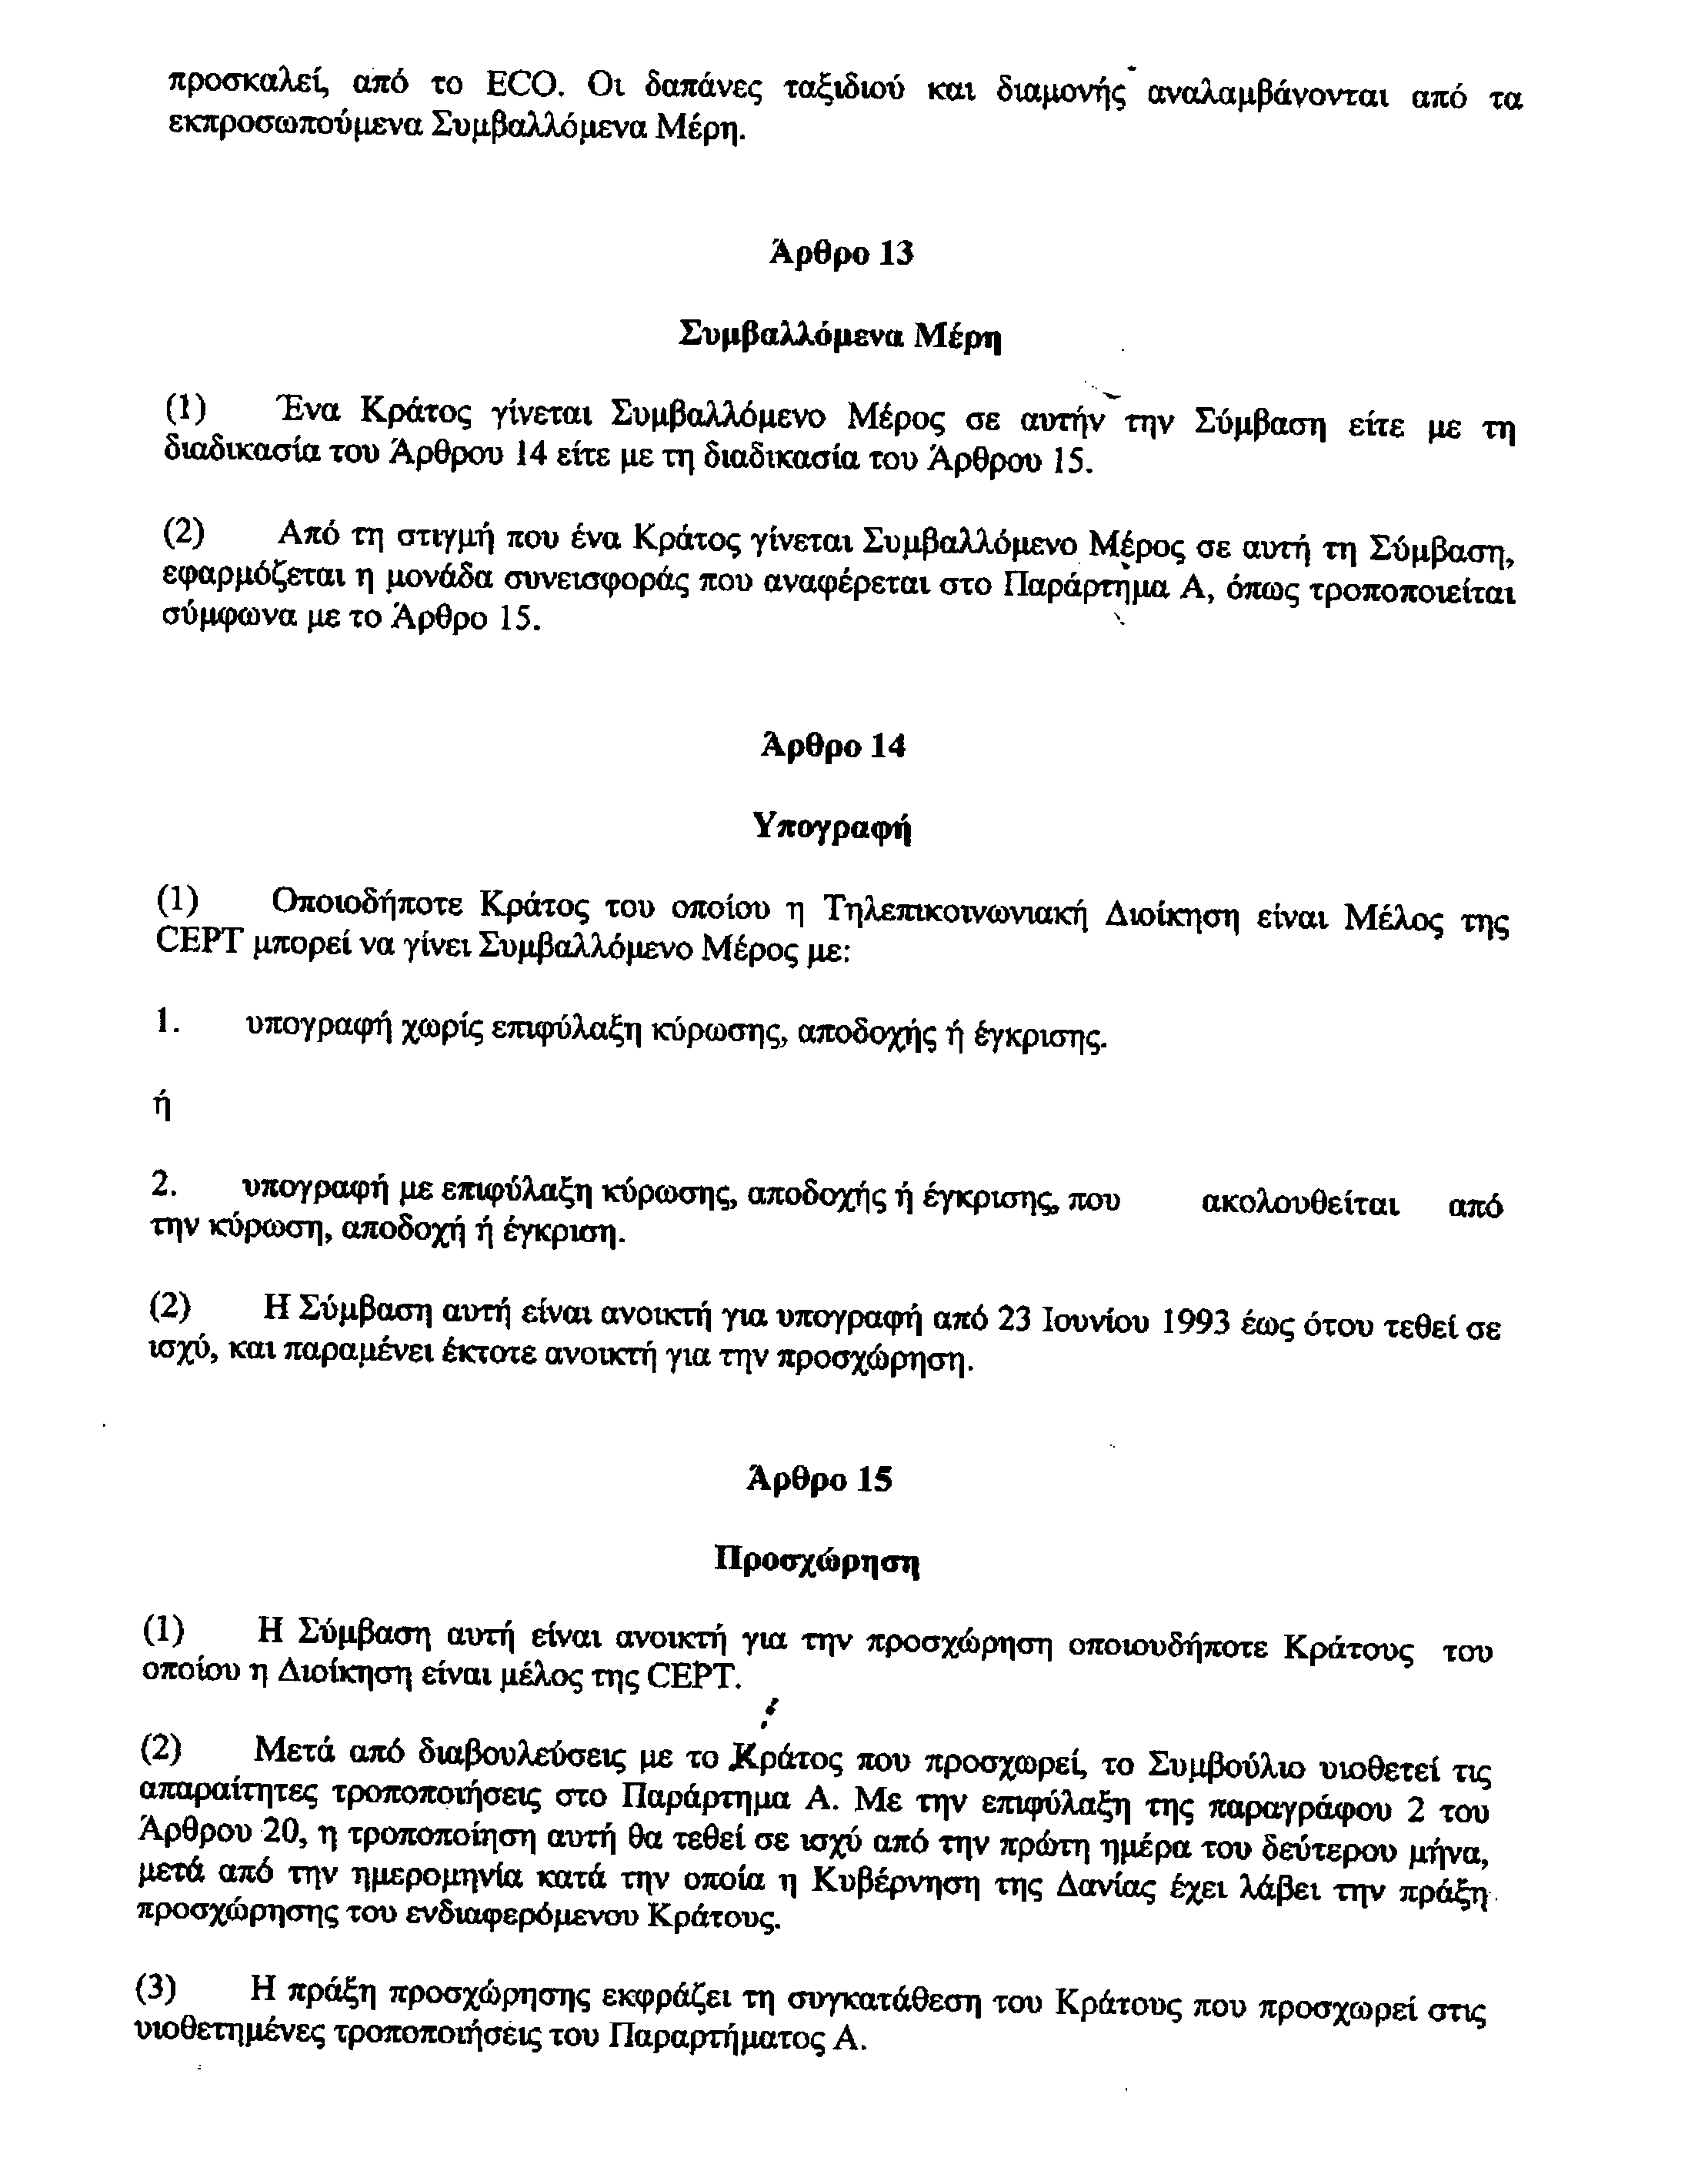 προσκαλεί, από το ECO. Οι δαπάνες ταξιδιού και διαμονής αναλαμβάνονται από τα
εκπροσωπούμενα Συμβαλλόμενα Μέρη.
Άρθρο 13
Συμβαλλόμενα Μέρη
(1) Ένα Κράτος γίνεται Συμβαλλόμενο Μέρος σε αυτήν την Σύμβαση είτε με τη
διαδικασία του Άρθρου 14 είτε με τη διαδικασία του Άρθρου 15.
(2) Από τη στιγμή που ένα Κράτος γίνεται Συμβαλλόμενο Μέρος σε αυτή τη Σύμβαση,
εφαρμόζεται η μονάδα συνεισφοράς που αναφέρεται στο Παράρτημα Α, όπως τροποποιείται
σύμφωνα με το Άρθρο 15.
Άρθρο 14
Υπογραφή
(1) Οποιοδήποτε Κράτος του οποίου η Τηλεπικοινωνιακή Διοίκηση είναι Μέλος της
CEPT μπορεί να γίνει Συμβαλλόμενο Μέρος με:
1. υπογραφή χωρίς επιφύλαξη κύρωσης, αποδοχής ή έγκρισης.
ή
2. υπογραφή με επιφύλαξη κύρωσης, αποδοχής ή έγκρισης, που ακολουθείται από
την κύρωση, αποδοχή ή έγκριση.
(2) Η Σύμβαση αυτή είναι ανοικτή για υπογραφή από 23 Ιουνίου 1993 έως ότου τεθεί σε
ισχύ, και παραμένει έκτοτε ανοικτή για την προσχώρηση.
Άρθρο 15
Προσχώρηση
(1) Η Σύμβαση αυτή είναι ανοικτή για την προσχώρηση οποιουδήποτε Κράτους του
οποίου η Διοίκηση είναι μέλος της CEPT.
(2) Μετά από διαβουλεύσεις με το Κράτος που προσχωρεί, το Συμβούλιο υιοθετεί τις
απαραίτητες τροποποιήσεις στο Παράρτημα Α. Με την επιφύλαξη της παραγράφου 2 του
Άρθρου 20, η τροποποίηση αυτή θα τεθεί σε ισχύ από την πρώτη ημέρα του δεύτερου μήνα,
μετά από την ημερομηνία κατά την οποία η Κυβέρνηση της Δανίας έχει λάβει την πράξη
προσχώρησης του ενδιαφερόμενου Κράτους.
(3) Η πράξη προσχώρησης εκφράζει τη συγκατάθεση του Κράτους που προσχωρεί στις
υιοθετημένες τροποποιήσεις του Παραρτήματος Α.